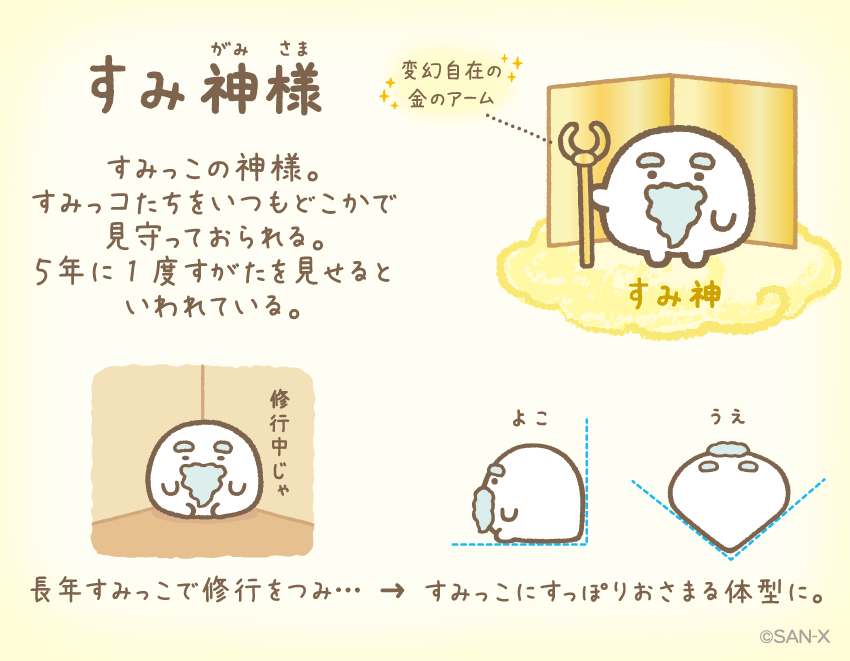 がみ さま
すみ神様
変幻自在の
金のアーム
すみっこの神様。
すみっコたちをいつもどこかで
見守っておられる。
5年に1度すがたを見せると
いわれている。
すみ神
修行中じゃ
よこ
うえ
長年すみっこで修行をつみ… → すみっこにすっぽりおさまる体型に。
©SAN-X